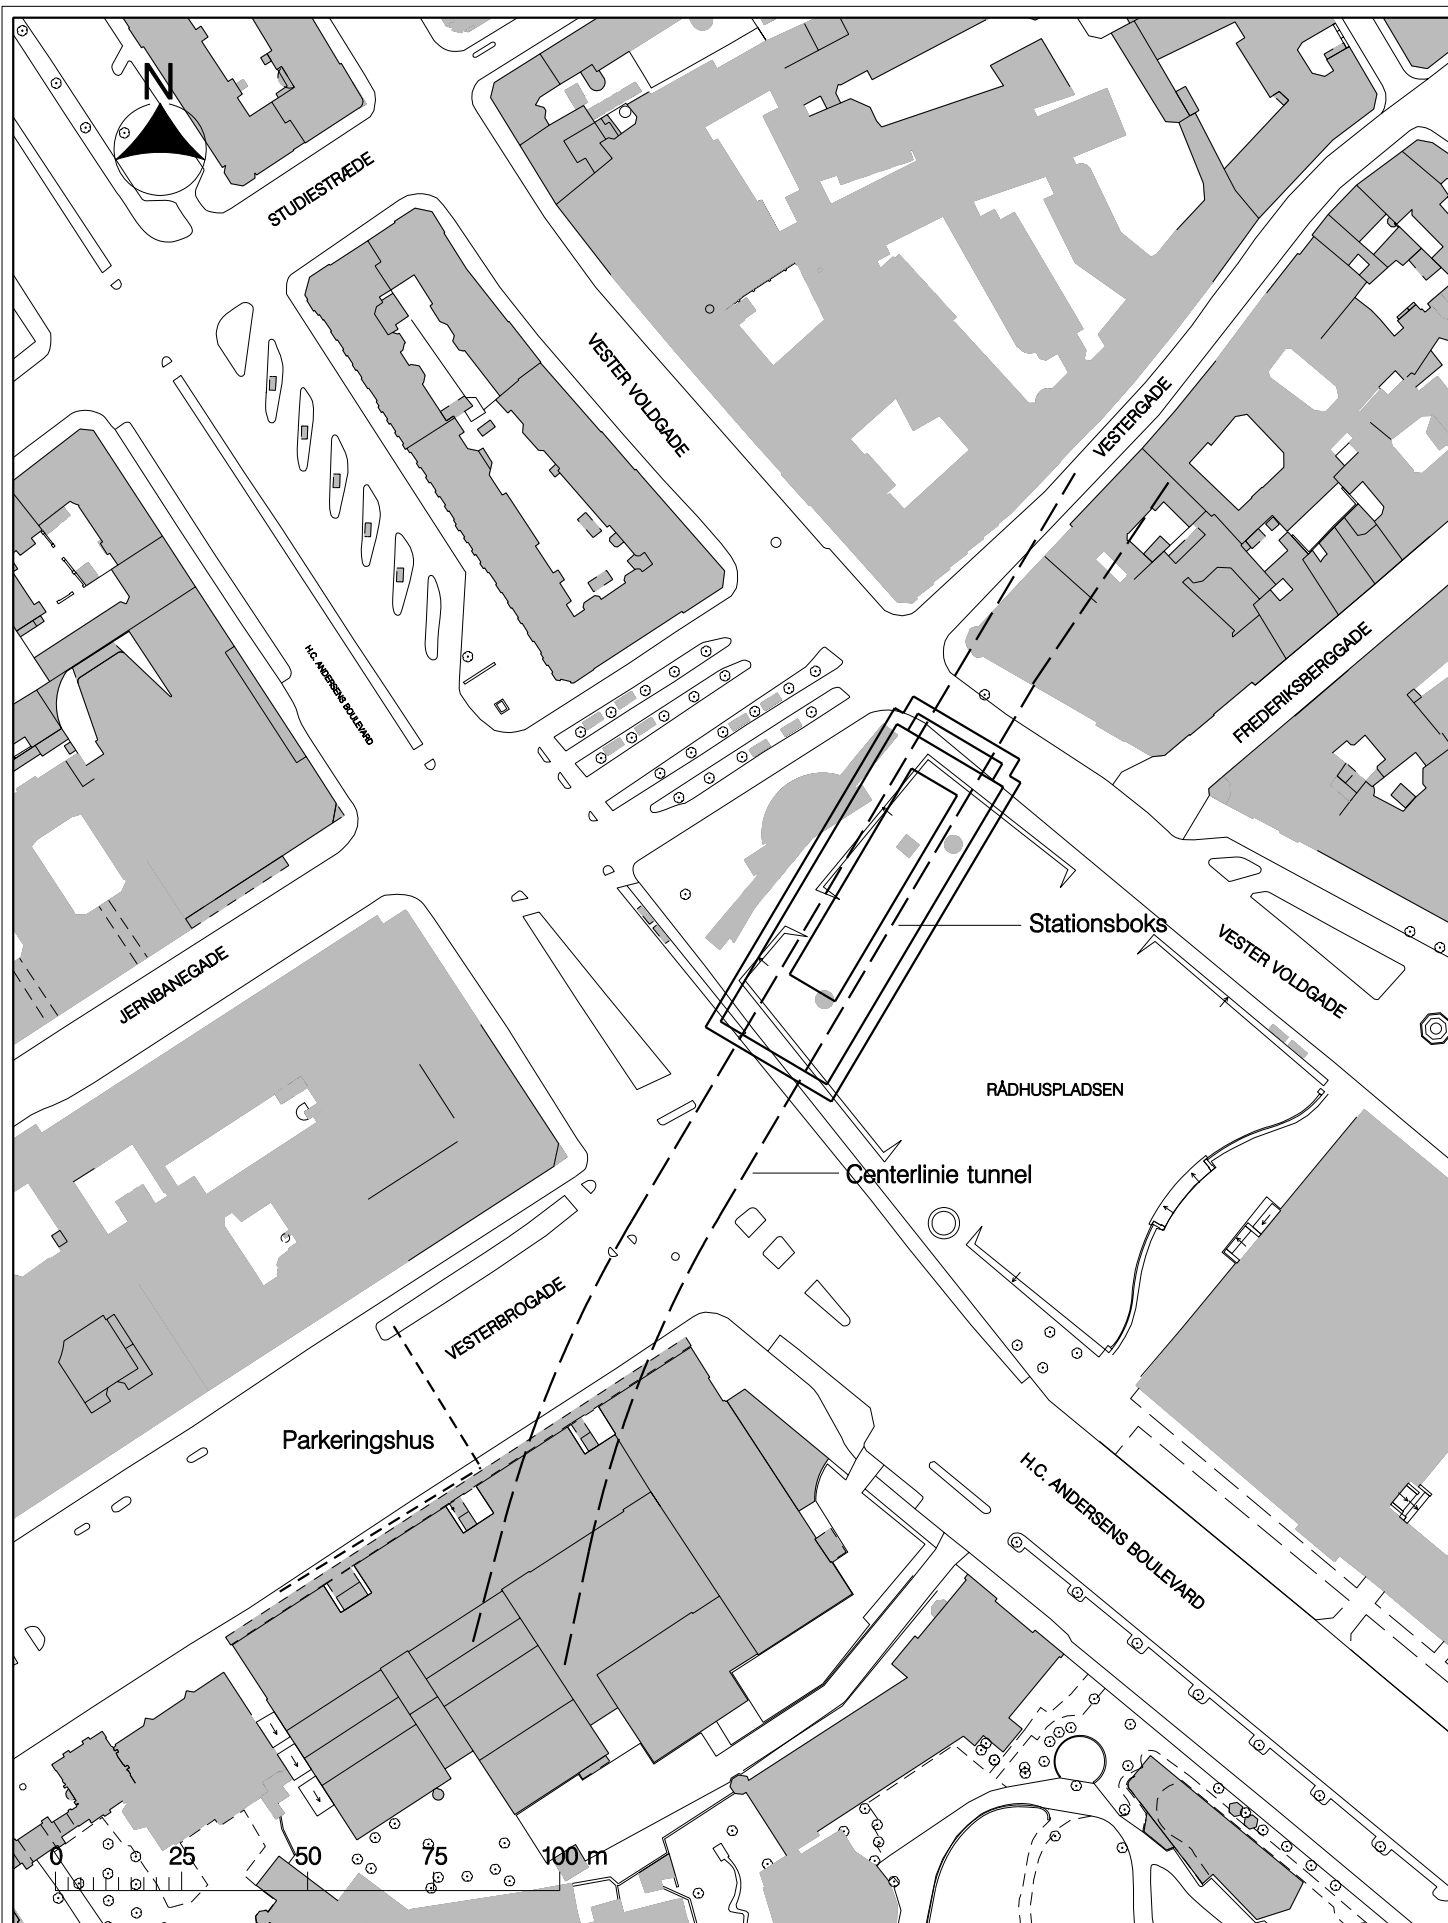 N
STUDIESTRÆDE
VESTER VOLDGADE
VESTERGADE
H.C. ANDERSENS BOULEVARD
FREDERIKSBERGGADE
Stationsboks
VESTER VOLDGADE
JERNBANEGADE
RÅDHUSPLADSEN
Centerlinie tunnel
VESTERBROGADE
Parkeringshus
H.C. ANDERSENS BOULEVARD
0 25 50 75 100 m